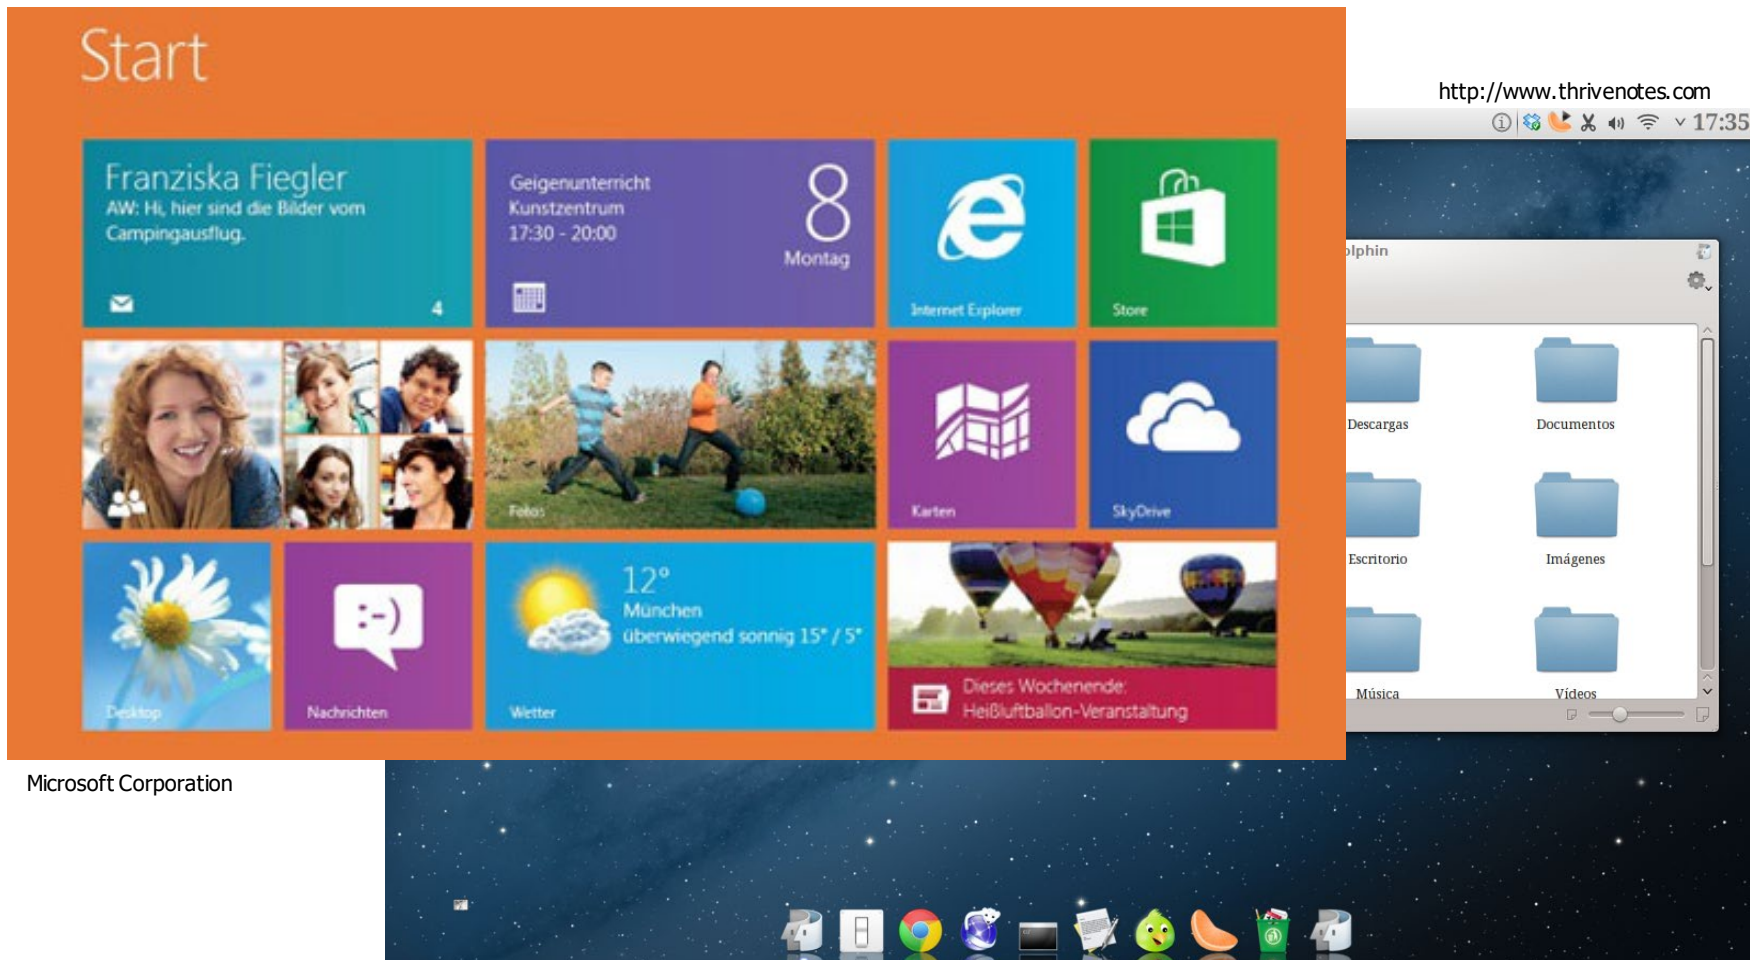 Start
http://www.thrivenotes.com
17:35
Franziska Fiegler
AW: Hi, hier sind die Bilder vom
Campingausflug.
4
Geigenunterricht
Kunstzentrum
17:30 - 20:00
8
Montag
Internet Explorer
Store
olphin
Descargas
Documentos
Fotos
Karten
SkyDrive
Escritorio
Imágenes
Desktop
:-)
Nachrichten
12°
München
überwiegend sonnig 15° / 5°
Wetter
Dieses Wochenende:
Heißluftballon-Veranstaltung
Música
Vídeos
Microsoft Corporation